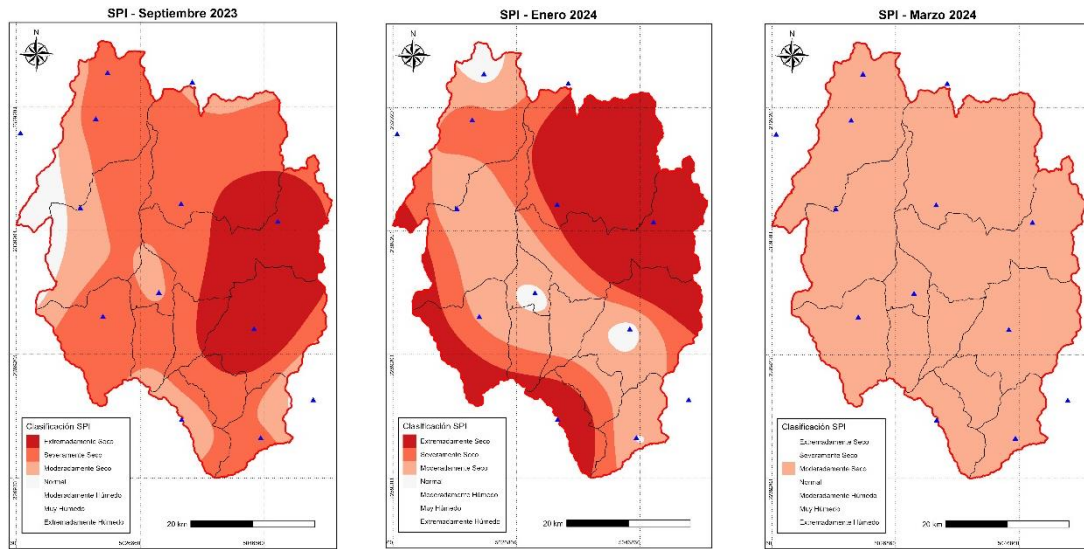 SPI - Septiembre 2023
N
Clasificación SPI
Extremadamente Seco
Severamente Seco
Moderadamente Seco
Normal
Moderadamente Húmedo
Muy Húmedo
Extremadamente Húmedo
20 km
SPI - Enero 2024
N
Clasificación SPI
Extremadamente Seco
Severamente Seco
Moderadamente Seco
Normal
Moderadamente Húmedo
Muy Húmedo
Extremadamente Húmedo
20 km
SPI - Marzo 2024
N
Clasificación SPI
Extremadamente Seco
Severamente Seco
Moderadamente Seco
Normal
Moderadamente Húmedo
Muy Húmedo
Extremadamente Húmedo
20 km